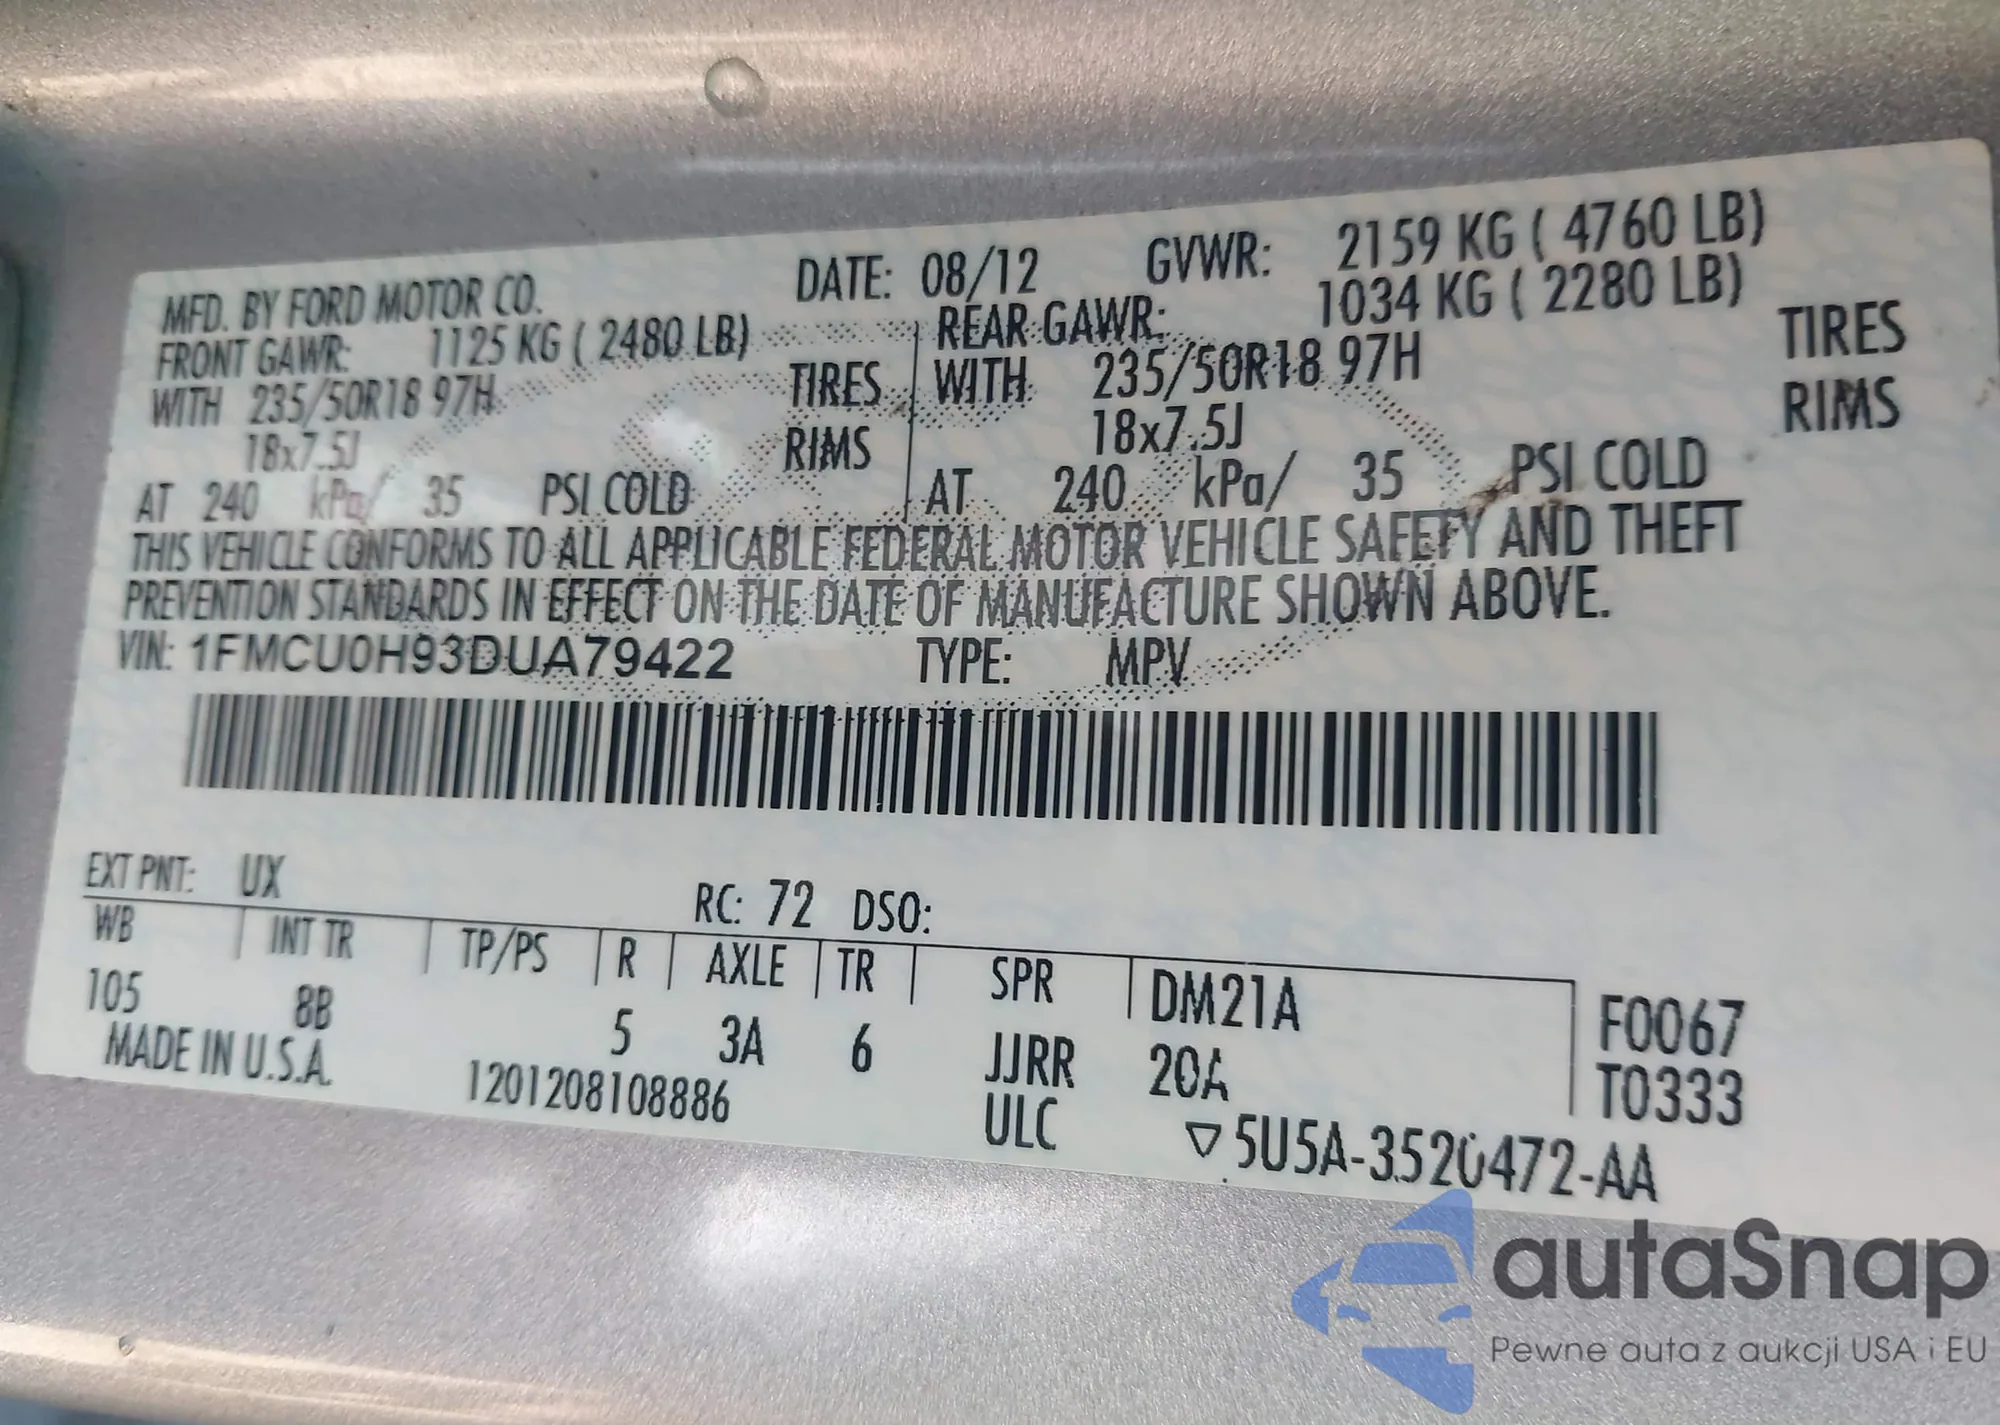 MFD. BY FORD MOTOR CO. DATE: 08/12 GVWR: 2159 KG ( 4760 LB)
FRONT GAWR: 1125 KG ( 2480 LB) REAR GAWR: 1034 KG ( 2280 LB)
WITH 235/50R18 97H TIRES WITH 235/50R18 97H TIRES
18x7.5J RIMS 18x7.5J RIMS
AT 240 kPa/ 35 PSI COLD AT 240 kPa/ 35 PSI COLD
THIS VEHICLE CONFORMS TO ALL APPLICABLE FEDERAL MOTOR VEHICLE SAFETY AND THEFT
PREVENTION STANDARDS IN EFFECT ON THE DATE OF MANUFACTURE SHOWN ABOVE.
VIN: 1FMCU0H93DUA79422 TYPE: MPV
EXT PNT: UX RC: 72 DSO:
WB INT TR TP/PS R AXLE TR SPR DM21A F0067
105 8B 5 3A 6 JJRR 20A T0333
MADE IN U.S.A. 1201208108886 ULC ▽5U5A-3520472-AA
autaSnap
Pewne auta z aukcji USA i EU